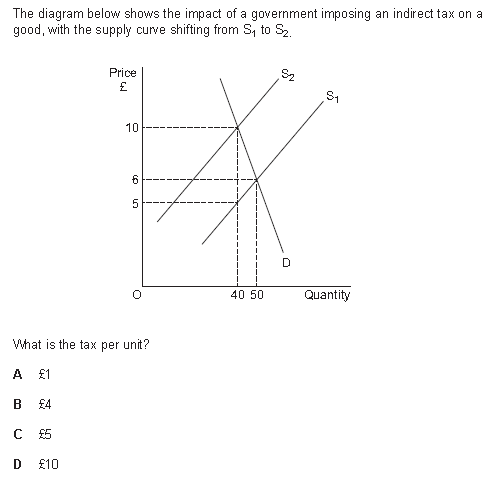 The diagram below shows the impact of a government imposing an indirect tax on a
good, with the supply curve shifting from S1 to S2.
Price
£
S2
S1
10
6
5
D
O
40 50
Quantity
What is the tax per unit?
A £1
B £4
C £5
D £10